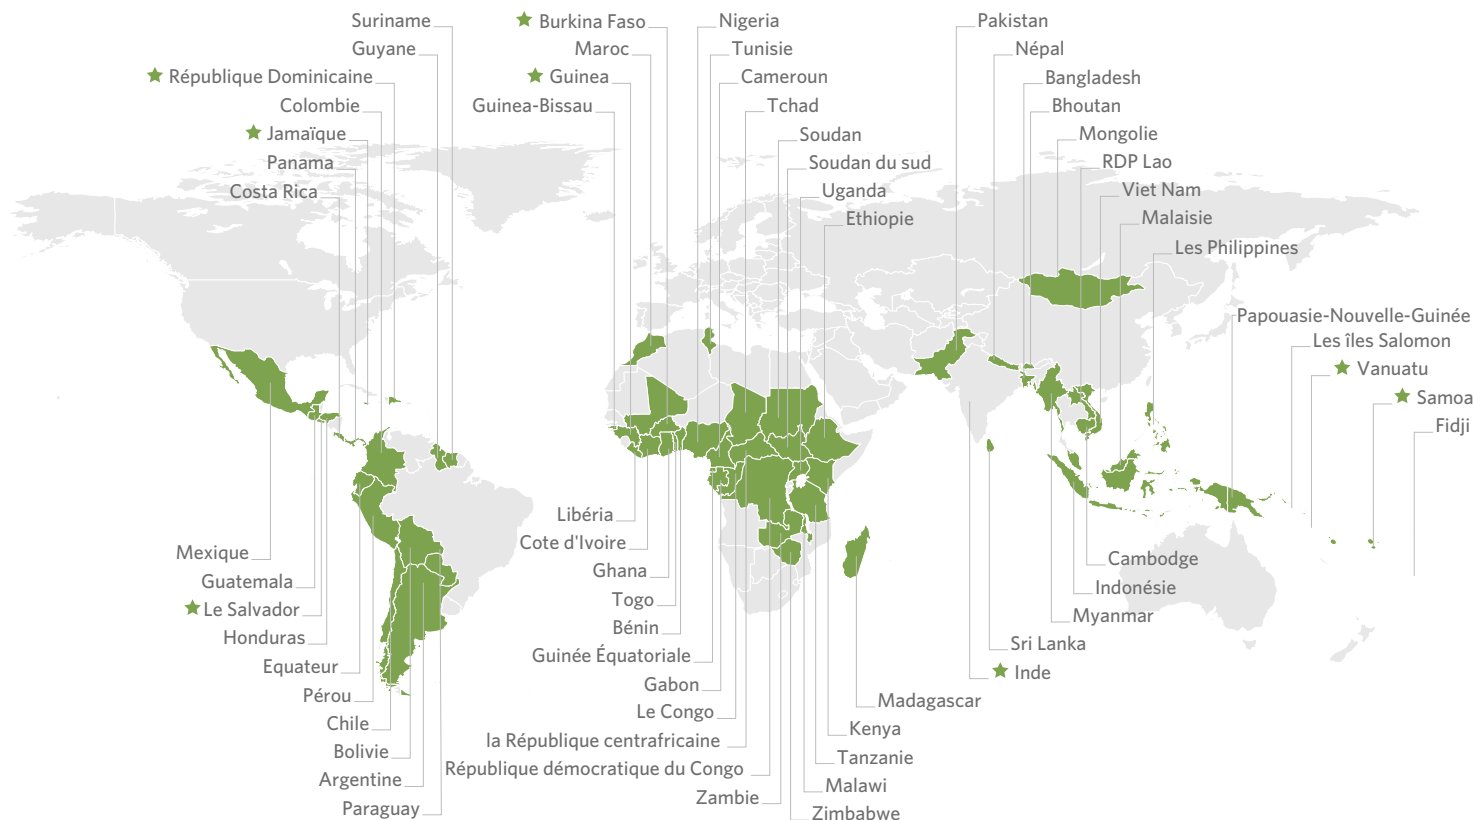 Suriname
Guyane
République Dominicaine
Colombie
Jamaïque
Panama
Costa Rica
Burkina Faso
Maroc
Guinea
Guinea-Bissau
Nigeria
Tunisie
Cameroun
Tchad
Soudan
Soudan du sud
Uganda
Ethiopie
Pakistan
Népal
Bangladesh
Bhoutan
Mongolie
RDP Lao
Viet Nam
Malaisie
Les Philippines
Papouasie-Nouvelle-Guinée
Les îles Salomon
Vanuatu
Samoa
Fidji
Mexique
Guatemala
Le Salvador
Honduras
Equateur
Pérou
Chile
Bolivie
Argentine
Paraguay
Libéria
Cote d'Ivoire
Ghana
Togo
Bénin
Guinée Équatoriale
Gabon
Le Congo
la République centrafricaine
République démocratique du Congo
Zambie
Madagascar
Kenya
Tanzanie
Malawi
Zimbabwe
Cambodge
Indonésie
Myanmar
Sri Lanka
Inde